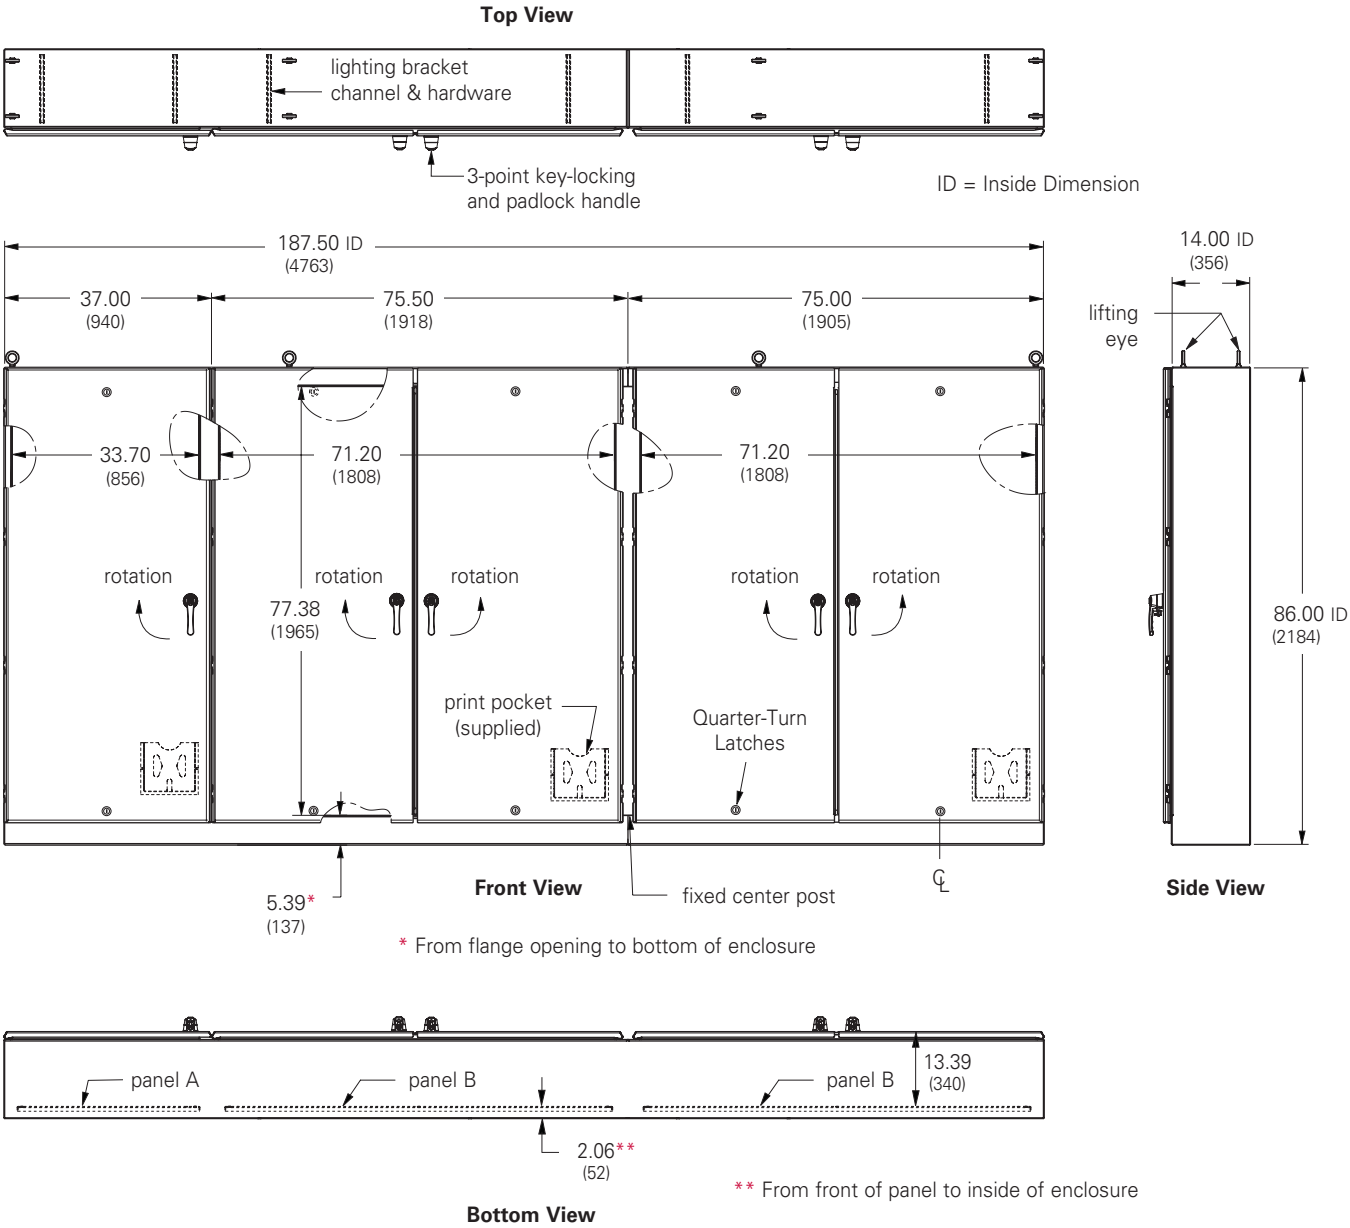 Top View
lighting bracket
channel & hardware
3-point key-locking
and padlock handle
ID = Inside Dimension
187.50 ID
(4763)
14.00 ID
(356)
37.00
(940)
75.50
(1918)
75.00
(1905)
lifting
eye
33.70
(856)
71.20
(1808)
71.20
(1808)
rotation
rotation
rotation
rotation
rotation
77.38
(1965)
86.00 ID
(2184)
print pocket
(supplied)
Quarter-Turn
Latches
5.39*
(137)
Front View
fixed center post
℄
Side View
* From flange opening to bottom of enclosure
panel A
panel B
panel B
13.39
(340)
2.06**
(52)
** From front of panel to inside of enclosure
Bottom View